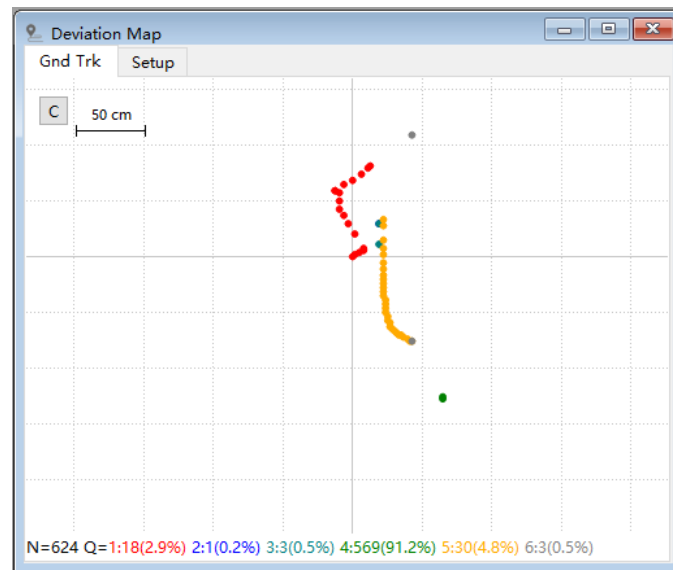 Deviation Map
Gnd Trk Setup
C 50 cm
N=624 Q=1:18(2.9%) 2:1(0.2%) 3:3(0.5%) 4:569(91.2%) 5:30(4.8%) 6:3(0.5%)